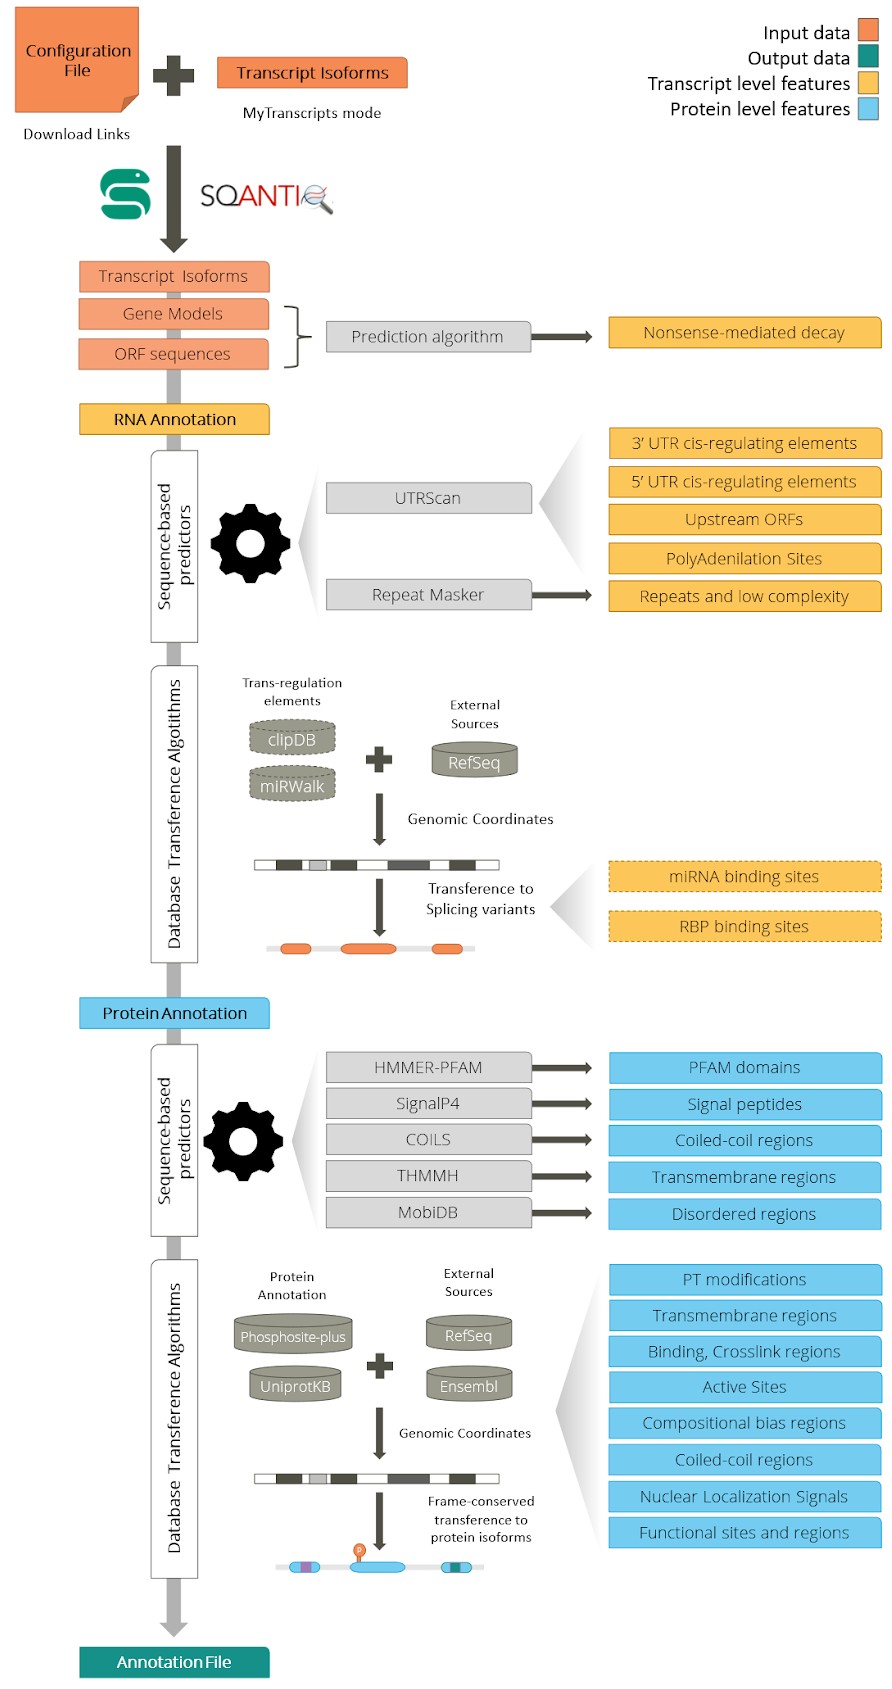 Configuration
File
Transcript Isoforms
Download Links
MyTranscripts mode
Input data
Output data
Transcript level features
Protein level features
SQANTI
Transcript Isoforms
Gene Models
ORF sequences
Prediction algorithm
Nonsense-mediated decay
RNA Annotation
Sequence-based
predictors
UTRScan
3’ UTR cis-regulating elements
5’ UTR cis-regulating elements
Upstream ORFs
PolyAdenilation Sites
Repeat Masker
Repeats and low complexity
Database Transference Algotithms
Trans-regulation
elements
clipDB
mIRWalk
External
Sources
RefSeq
Genomic Coordinates
Transference to
Splicing variants
miRNA binding sites
RBP binding sites
Protein Annotation
Sequence-based
predictors
HMMER-PFAM
PFAM domains
SignalP4
Signal peptides
COILS
Coiled-coil regions
THMMH
Transmembrane regions
MobiDB
Disordered regions
Database Transference Algorithms
Protein
Annotation
Phosphosite-plus
UniprotKB
External
Sources
RefSeq
Ensembl
Genomic Coordinates
Frame-conserved
transference to
protein isoforms
P
PT modifications
Transmembrane regions
Binding, Crosslink regions
Active Sites
Compositional bias regions
Coiled-coil regions
Nuclear Localization Signals
Functional sites and regions
Annotation File